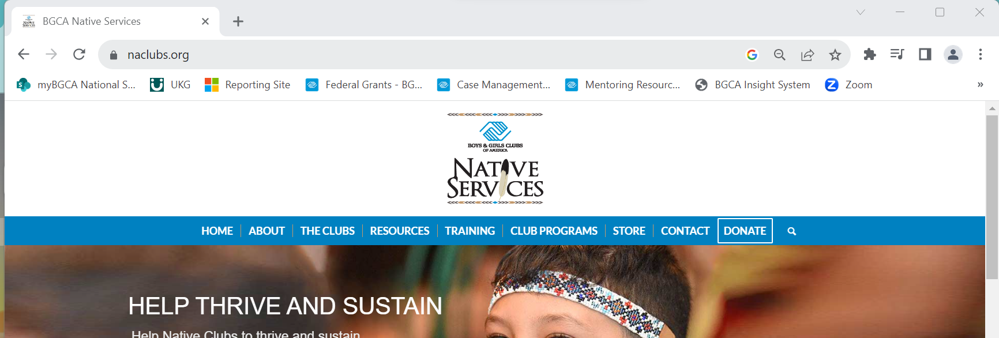 BGCA Native Services
naclubs.org
myBGCA National S...
UKG
Reporting Site
Federal Grants - BG...
Case Management...
Mentoring Resourc...
BGCA Insight System
Zoom
BOYS & GIRLS CLUBS
OF AMERICA
NATIVE
SERVICES
HOME ABOUT THE CLUBS RESOURCES TRAINING CLUB PROGRAMS STORE CONTACT DONATE
HELP THRIVE AND SUSTAIN
Help Native Clubs to thrive and sustain